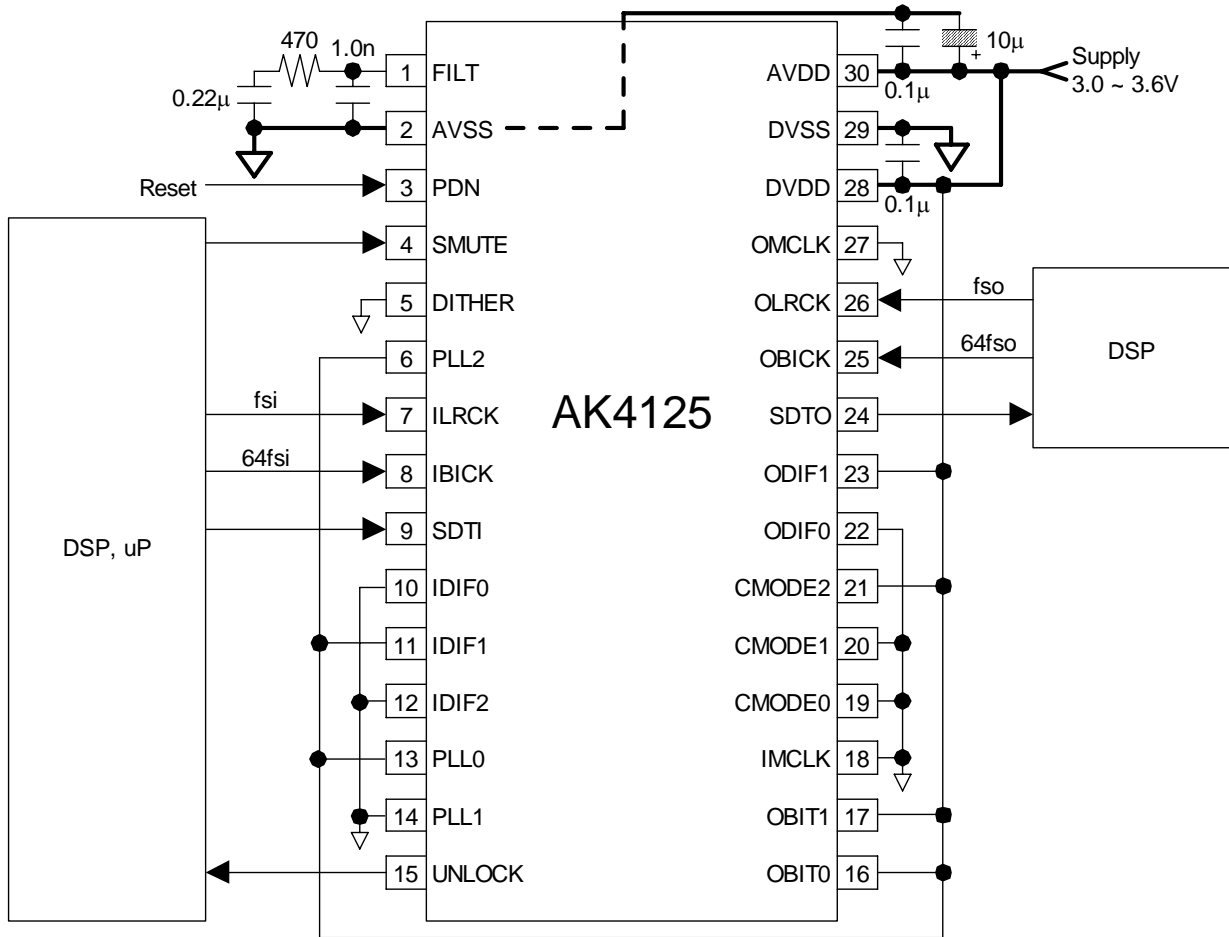 470
1.0n
0.22μ
Reset
DSP, uP
fsi
64fsi
1 FILT
2 AVSS
3 PDN
4 SMUTE
5 DITHER
6 PLL2
7 ILRCK
8 IBICK
9 SDTI
10 IDIF0
11 IDIF1
12 IDIF2
13 PLL0
14 PLL1
15 UNLOCK
AK4125
AVDD 30
DVSS 29
DVDD 28
OMCLK 27
OLRCK 26
OBICK 25
SDTO 24
ODIF1 23
ODIF0 22
CMODE2 21
CMODE1 20
CMODE0 19
IMCLK 18
OBIT1 17
OBIT0 16
10μ
+
0.1μ
Supply
3.0 ~ 3.6V
0.1μ
fso
64fso
DSP